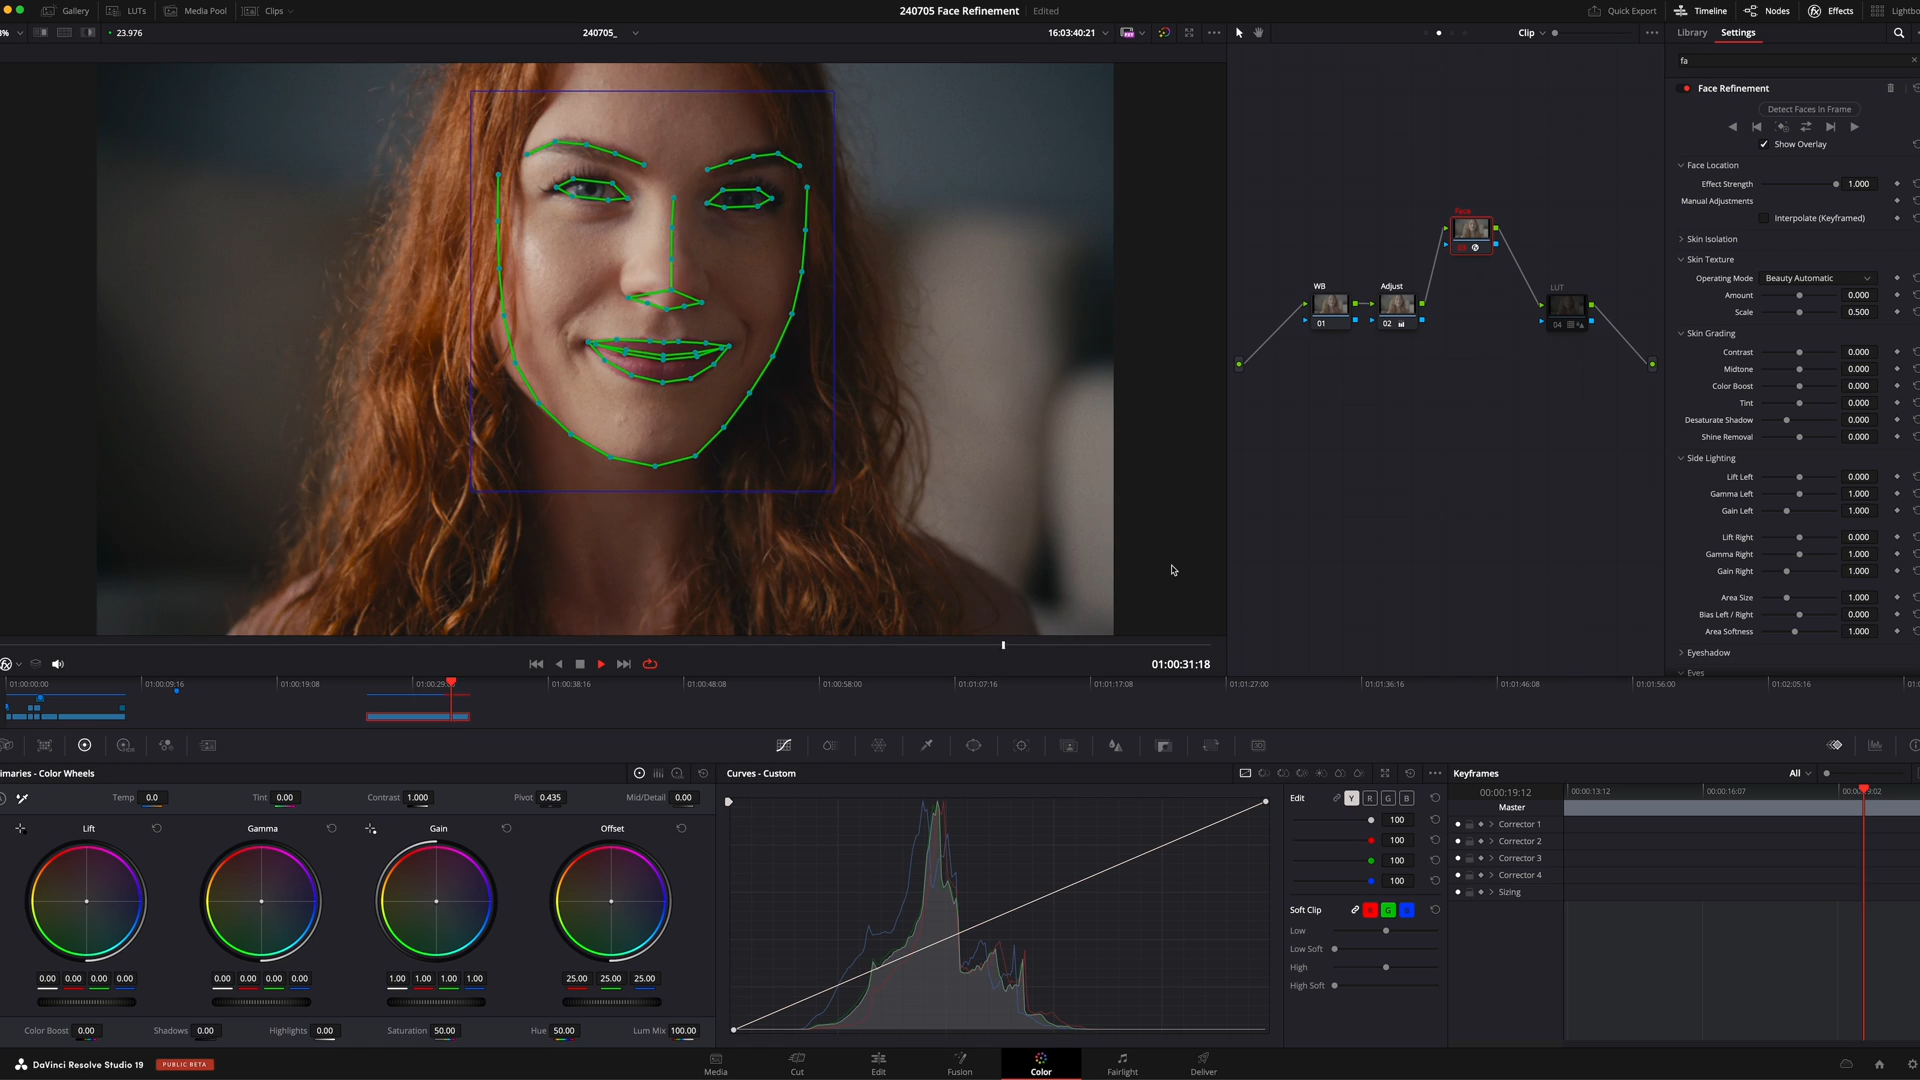 Gallery LUTs Media Pool Clips 240705 Face Refinement Edited Quick Export Timeline Nodes Effects Lightbo
3% 23.976 240705_ 16:03:40:21 Clip Library Settings
fa
Face Refinement
Detect Faces In Frame
Show Overlay
Face Location
Effect Strength 1.000
Manual Adjustments
Interpolate (Keyframed)
Skin Isolation
Skin Texture
Operating Mode Beauty Automatic
Amount 0.000
Scale 0.500
Skin Grading
Contrast 0.000
Midtone 0.000
Color Boost 0.000
Tint 0.000
Desaturate Shadow 0.000
Shine Removal 0.000
Side Lighting
Lift Left 0.000
Gamma Left 1.000
Gain Left 1.000
Lift Right 0.000
Gamma Right 1.000
Gain Right 1.000
Area Size 1.000
Bias Left / Right 0.000
Area Softness 1.000
Eyeshadow
Eyes
Face
WB Adjust LUT
01 02 04
01:00:31:18
01:00:00:00 01:00:09:16 01:00:19:08 01:00:29: 01:00:38:16 01:00:48:08 01:00:58:00 01:01:07:16 01:01:17:08 01:01:27:00 01:01:36:16 01:01:46:08 01:01:56:00 01:02:05:16
imaries - Color Wheels Curves - Custom Keyframes All
Temp 0.0 Tint 0.00 Contrast 1.000 Pivot 0.435 Mid/Detail 0.00
Lift Gamma Gain Offset
0.00 0.00 0.00 0.00 0.00 0.00 0.00 0.00 1.00 1.00 1.00 1.00 25.00 25.00 25.00
Color Boost 0.00 Shadows 0.00 Highlights 0.00 Saturation 50.00 Hue 50.00 Lum Mix 100.00
Edit Y R G B
100
100
100
100
Soft Clip R G B
Low
Low Soft
High
High Soft
00:00:19:12 00:00:13:12 00:00:16:07
Master
Corrector 1
Corrector 2
Corrector 3
Corrector 4
Sizing
DaVinci Resolve Studio 19 PUBLIC BETA
Media Cut Edit Fusion Color Fairlight Deliver